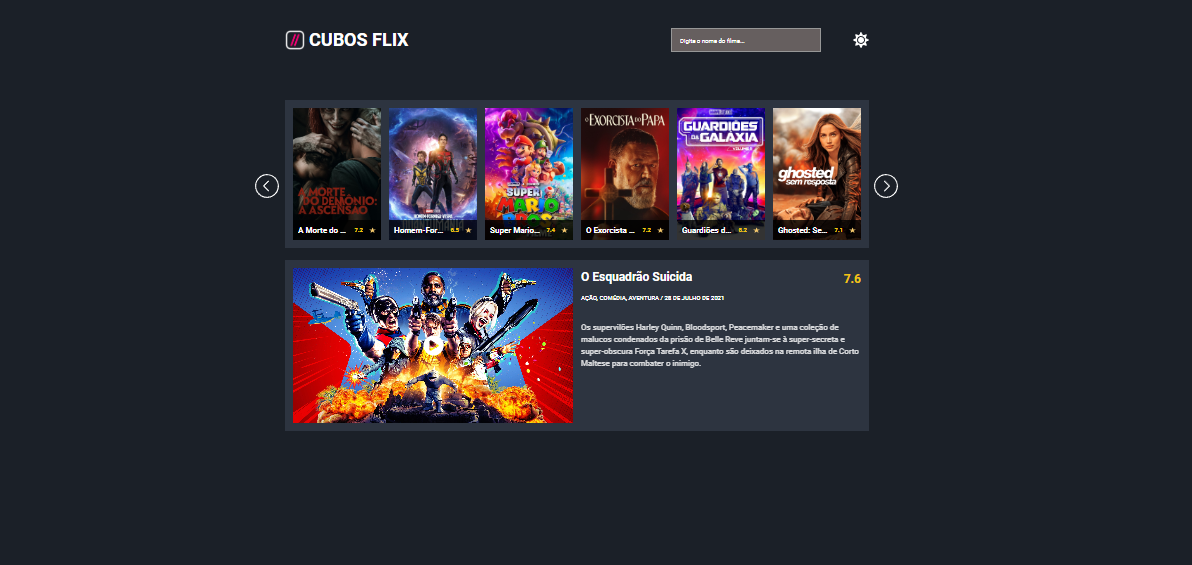 CUBOS FLIX
Digite o nome do filme...
A MORTE
DO DEMÔNIO:
A ASCENSÃO
A Morte do ... 7.2
Homem-For... 6.5
SUPER
MARIO
BROS
Super Mario... 7.4
O EXORCISTA DO PAPA
O Exorcista ... 7.2
GUARDIÕES
DA GALÁXIA
VOLUME 3
Guardiões d... 8.2
ghosted
sem resposta
Ghosted: Se... 7.1
O Esquadrão Suicida 7.6
AÇÃO, COMÉDIA, AVENTURA / 28 DE JULHO DE 2021
Os supervilões Harley Quinn, Bloodsport, Peacemaker e uma coleção de
malucos condenados da prisão de Belle Reve juntam-se à super-secreta e
super-obscura Força Tarefa X, enquanto são deixados na remota ilha de Corto
Maltese para combater o inimigo.